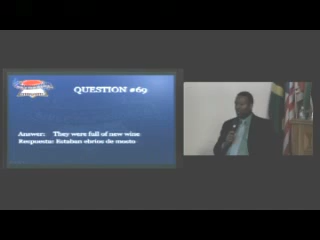 QUESTION #69
Answer: They were full of new wine
Respuesta: Estaban ebrios de mosto